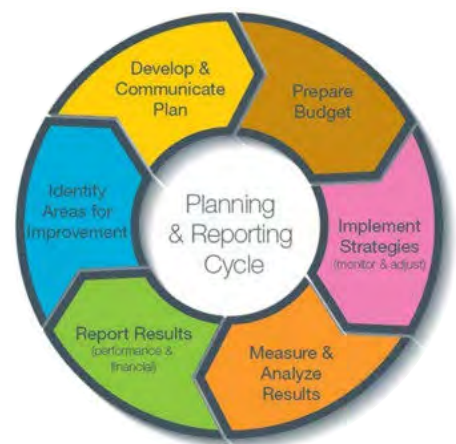 Develop &
Communicate
Plan
Prepare
Budget
Implement
Strategies
(monitor & adjust)
Measure &
Analyze
Results
Report Results
(performance &
financial)
Identify
Areas for
Improvement
Planning
& Reporting
Cycle